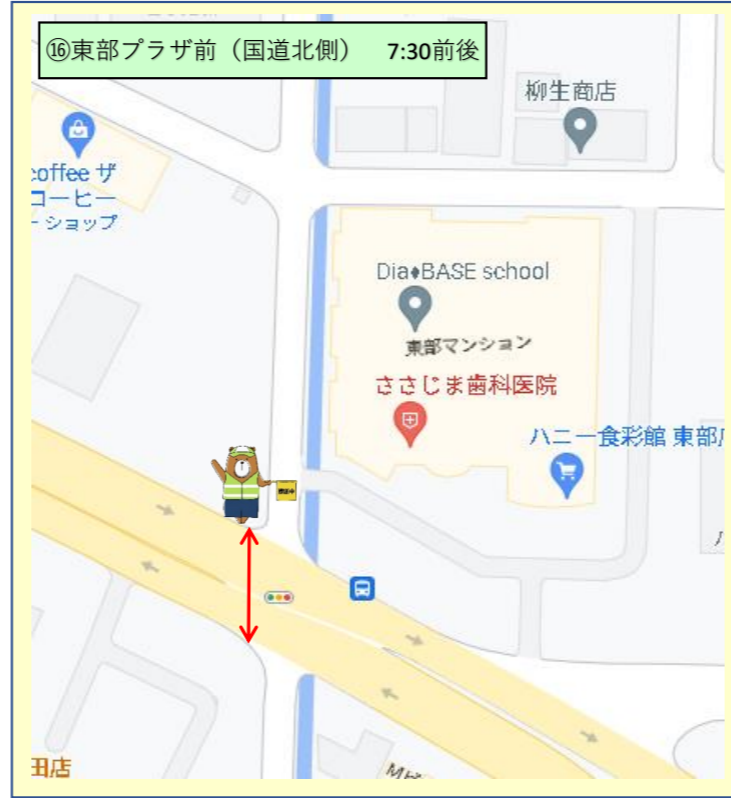 ⑯東部プラザ前（国道北側） 7:30前後
柳生商店
coffee ザ
コーヒー
ショップ
Dia♦BASE school
東部マンション
ささじま歯科医院
ハニー食彩館 東部
田店